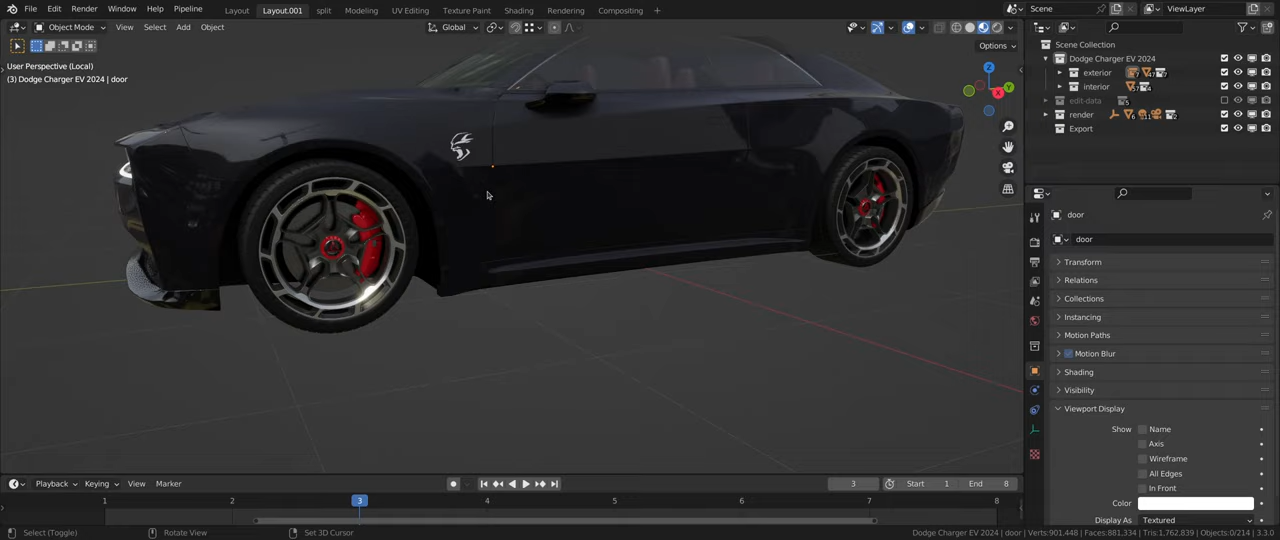 File Edit Render Window Help Pipeline Layout Layout.001 split Modeling UV Editing Texture Paint Shading Rendering Compositing + Scene ViewLayer
Object Mode View Select Add Object Global
Options
User Perspective (Local)
(3) Dodge Charger EV 2024 | door
Z
Y
X
Scene Collection
Dodge Charger EV 2024
exterior
interior
edit-data
render
Export
door
door
Transform
Relations
Collections
Instancing
Motion Paths
Motion Blur
Shading
Visibility
Viewport Display
Show Name
Axis
Wireframe
All Edges
In Front
Color
Display As Textured
Playback Keying View Marker 3 Start 1 End 8
1 2 3 4 5 6 7 8
Select (Toggle) Rotate View Set 3D Cursor Dodge Charger EV 2024 | door | Verts:901,448 | Faces:881,334 | Tris:1,762,839 | Objects:0/214 | 3.3.0